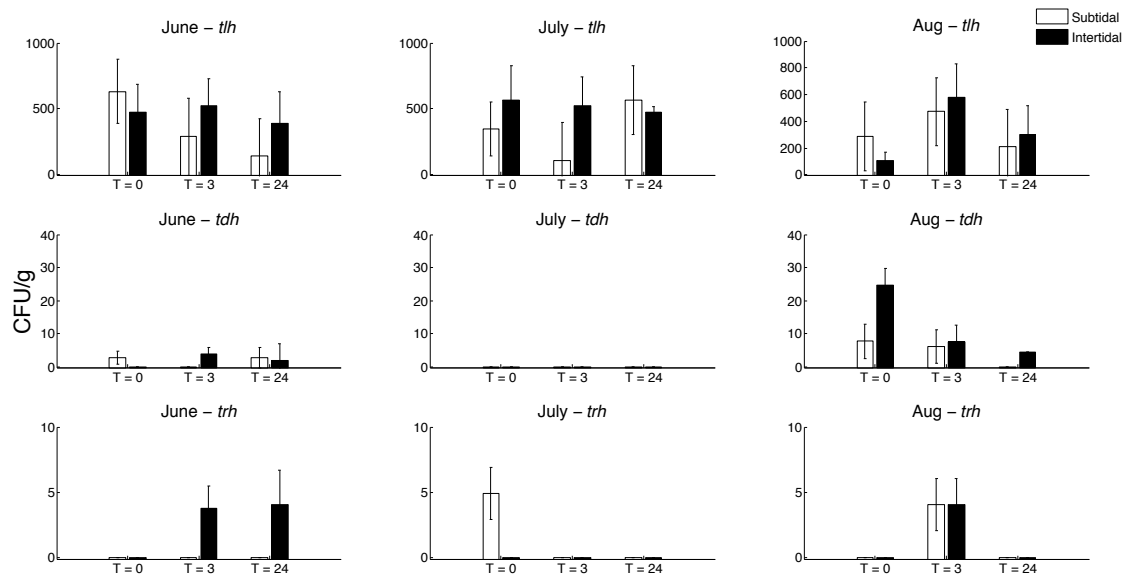 June – tlh
July – tlh
Aug – tlh
Subtidal
Intertidal
1000
500
0
T = 0
T = 3
T = 24
1000
500
0
T = 0
T = 3
T = 24
1000
800
600
400
200
0
T = 0
T = 3
T = 24
CFU/g
June – tdh
July – tdh
Aug – tdh
40
30
20
10
0
T = 0
T = 3
T = 24
40
30
20
10
0
T = 0
T = 3
T = 24
40
30
20
10
0
T = 0
T = 3
T = 24
June – trh
July – trh
Aug – trh
10
5
0
T = 0
T = 3
T = 24
10
5
0
T = 0
T = 3
T = 24
10
5
0
T = 0
T = 3
T = 24